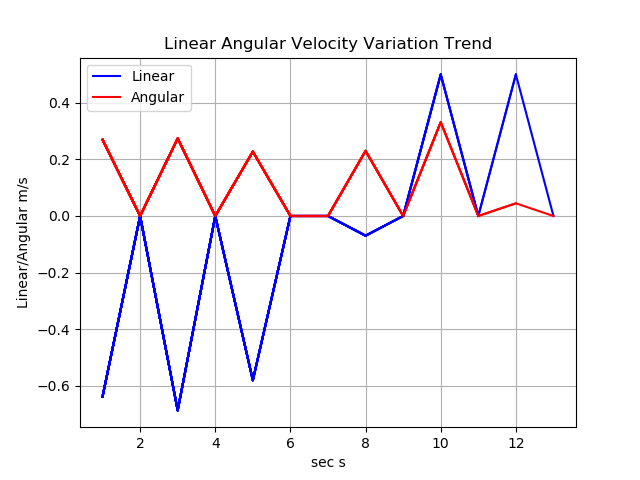 Linear Angular Velocity Variation Trend
Linear
Angular
Linear/Angular m/s
0.4
0.2
0.0
−0.2
−0.4
−0.6
2 4 6 8 10 12
sec s